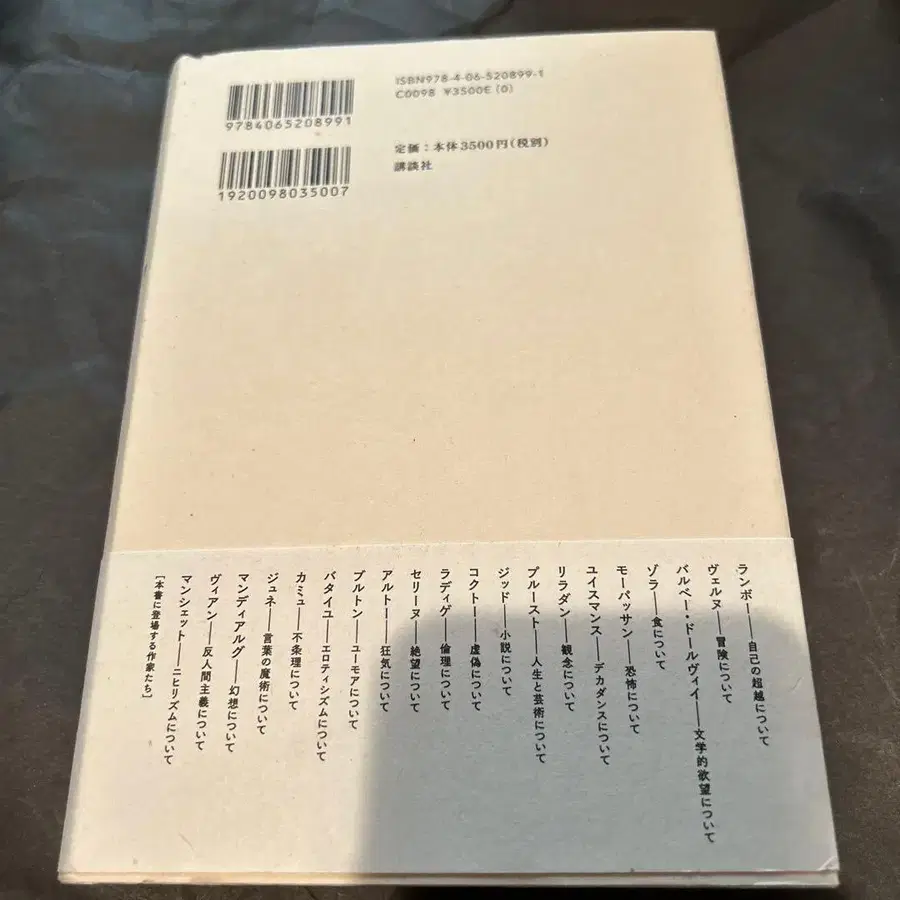 ISBN978-4-06-520899-1
C0098 ¥3500E (0)
9784065208991
定価:本体3500円(税別)
講談社
1920098035007
ランボー──自己の超越について
ヴェルヌ──冒険について
バルベー・ドールヴィイ──文学的欲望について
ゾラ──食について
モーパッサン──恐怖について
ユイスマンス──デカダンスについて
リラダン──観念について
プルースト──人生と芸術について
ジッド──小説について
コクトー──虚偽について
ラディゲ──倫理について
セリーヌ──絶望について
アルトー──狂気について
ブルトン──ユーモアについて
バタイユ──エロティシズムについて
カミュ──不条理について
ジュネ──言葉の魔術について
マンディアルグ──幻想について
ヴィアン──反人間主義について
マンシェット──ニヒリズムについて
[本書に登場する作家たち]